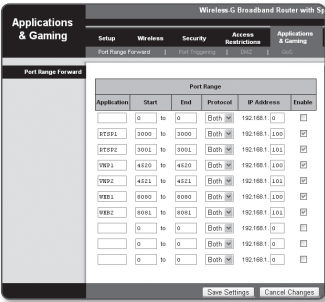 Wireless-G Broadband Router with Sp
Applications
& Gaming
Setup Wireless Security Access Restrictions Applications & Gaming
Port Range Forward | Port Triggering | DMZ | QoS
Port Range Forward
Port Range
Application Start End Protocol IP Address Enable
0 to 0 Both 192.168.1. 0
RTSP1 3000 to 3000 Both 192.168.1. 100
RTSP2 3001 to 3001 Both 192.168.1. 101
VNP1 4520 to 4520 Both 192.168.1. 100
VNP2 4521 to 4521 Both 192.168.1. 101
WEB1 8080 to 8080 Both 192.168.1. 100
WEB2 8081 to 8081 Both 192.168.1. 101
0 to 0 Both 192.168.1. 0
0 to 0 Both 192.168.1. 0
0 to 0 Both 192.168.1. 0
Save Settings Cancel Changes